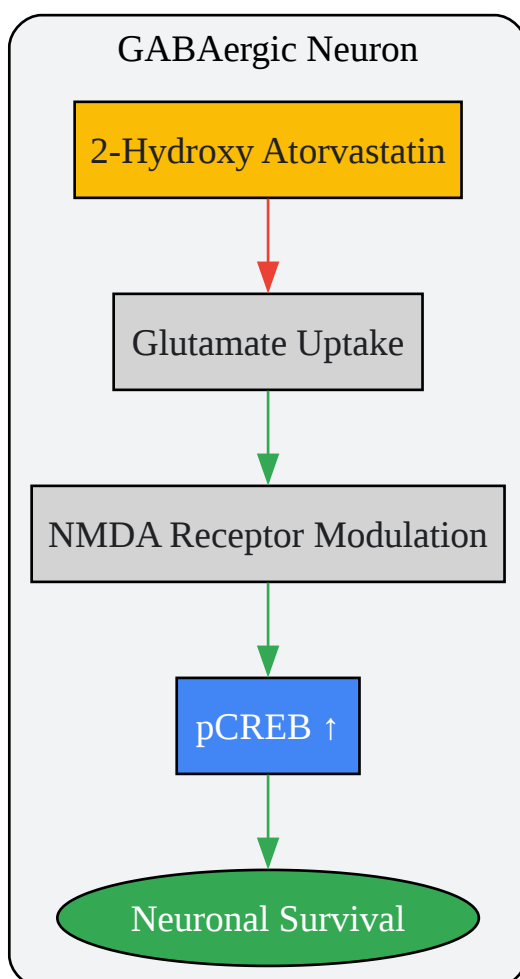 GABAergic Neuron
2-Hydroxy Atorvastatin
Glutamate Uptake
NMDA Receptor Modulation
pCREB ↑
Neuronal Survival